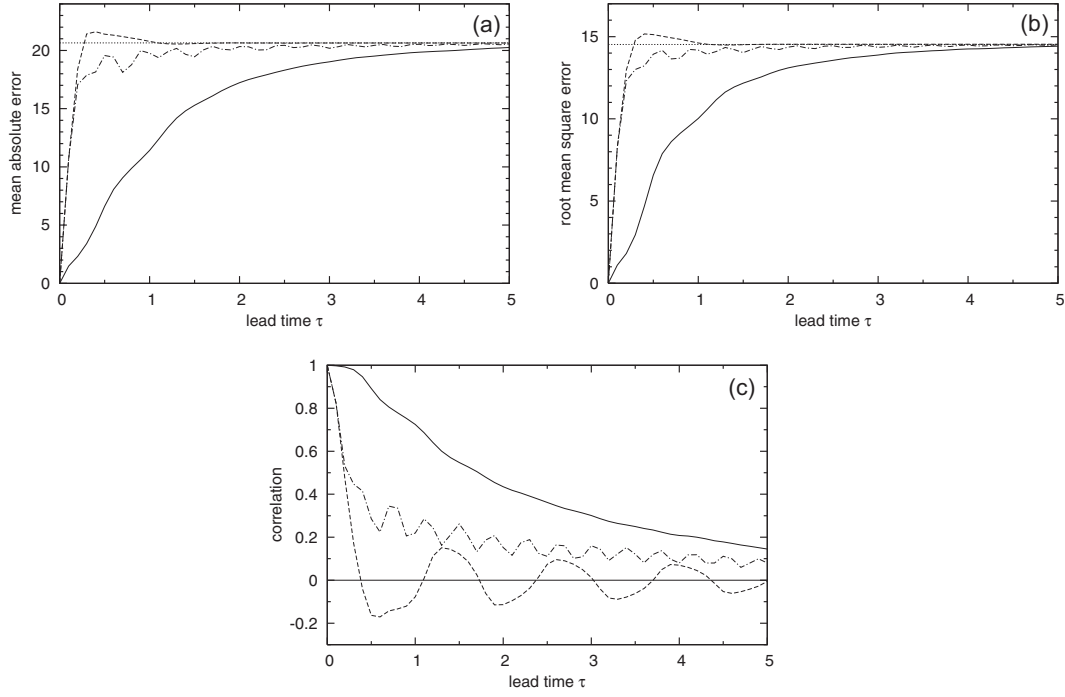 (a)
mean absolute error
20
15
10
5
0
0 1 2 3 4 5
lead time τ
(b)
root mean square error
15
10
5
0
0 1 2 3 4 5
lead time τ
(c)
correlation
1
0.8
0.6
0.4
0.2
0
-0.2
0 1 2 3 4 5
lead time τ